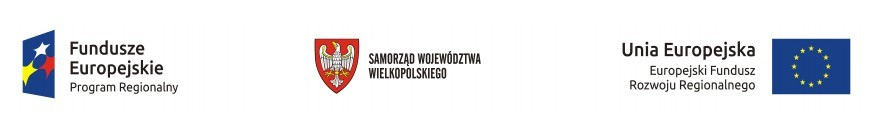 Fundusze
Europejskie
Program Regionalny
SAMORZĄD WOJEWÓDZTWA
WIELKOPOLSKIEGO
Unia Europejska
Europejski Fundusz
Rozwoju Regionalnego